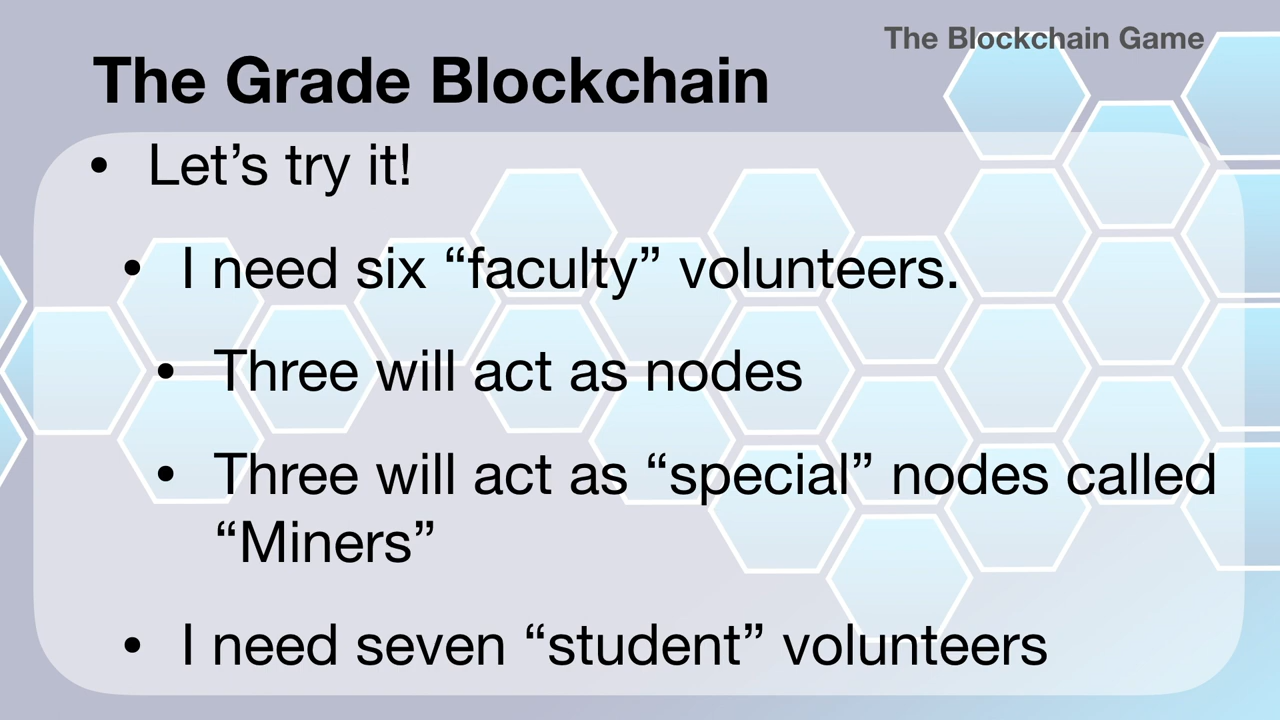 The Blockchain Game
The Grade Blockchain
• Let’s try it!
• I need six “faculty” volunteers.
• Three will act as nodes
• Three will act as “special” nodes called
“Miners”
• I need seven “student” volunteers